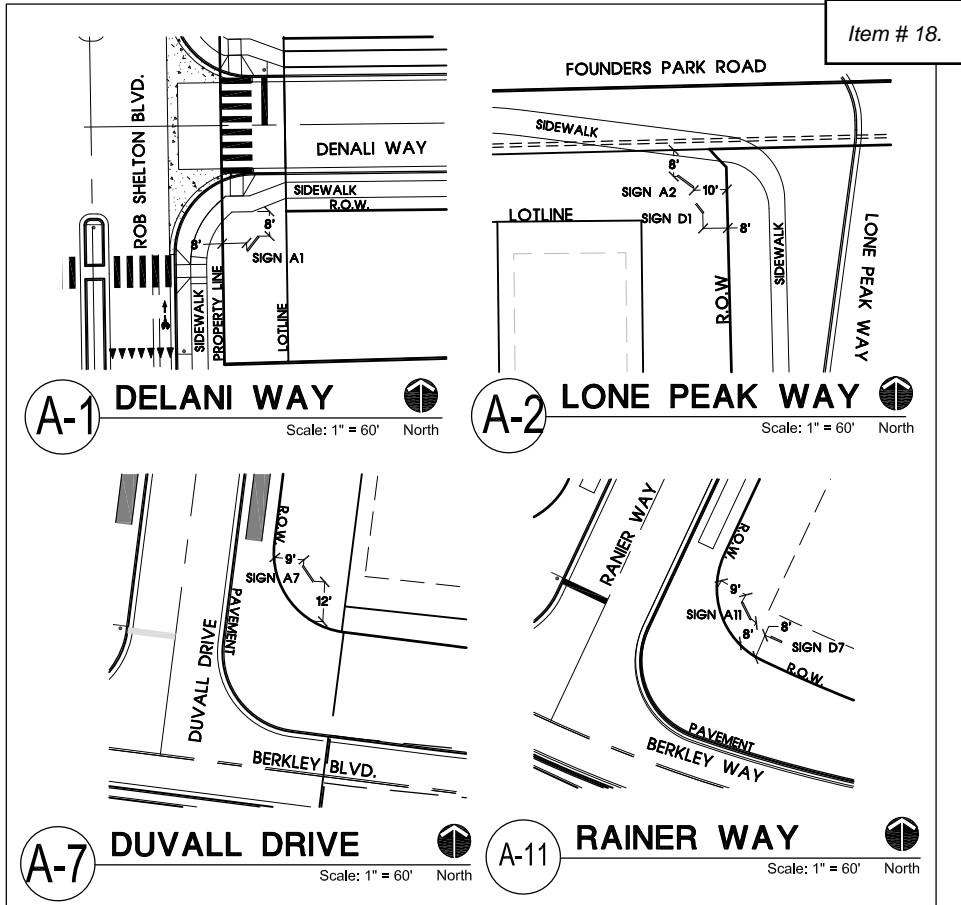 Item # 18.
ROB SHELTON BLVD.
DENALI WAY
SIDEWALK
R.O.W.
8'
8'
SIGN A1
SIDEWALK
PROPERTY LINE
LOTLINE
A-1
DELANI WAY
Scale: 1" = 60'
North
FOUNDERS PARK ROAD
SIDEWALK
8'
SIGN A2
10'
SIGN D1
8'
LOTLINE
R.O.W
SIDEWALK
LONE PEAK WAY
A-2
LONE PEAK WAY
Scale: 1" = 60'
North
R.O.W.
9'
SIGN A7
12'
PAVEMENT
DUVALL DRIVE
BERKLEY BLVD.
A-7
DUVALL DRIVE
Scale: 1" = 60'
North
RANIER WAY
R.O.W.
9'
SIGN A11
8'
8'
SIGN D7
R.O.W.
PAVEMENT
BERKLEY WAY
A-11
RAINER WAY
Scale: 1" = 60'
North